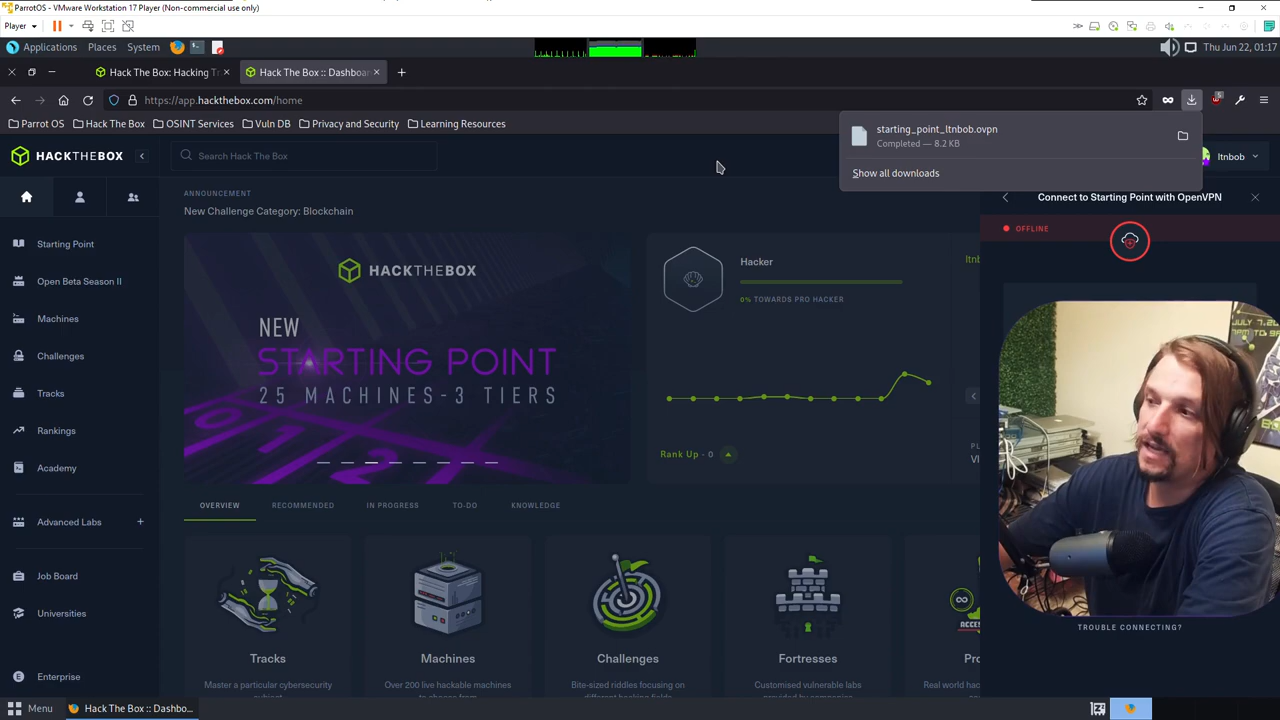 ParrotOS - VMware Workstation 17 Player (Non-commercial use only)
Player
Applications Places System
Thu Jun 22, 01:17
Hack The Box: Hacking Tr
Hack The Box :: Dashboa
https://app.hackthebox.com/home
Parrot OS Hack The Box OSINT Services Vuln DB Privacy and Security Learning Resources
starting_point_ltnbob.ovpn
Completed — 8.2 KB
Show all downloads
HACKTHEBOX
Search Hack The Box
ltnbob
ANNOUNCEMENT
New Challenge Category: Blockchain
Connect to Starting Point with OpenVPN
OFFLINE
Starting Point
Open Beta Season II
Machines
Challenges
Tracks
Rankings
Academy
Advanced Labs
Job Board
Universities
Enterprise
HACKTHEBOX
NEW
STARTING POINT
25 MACHINES-3 TIERS
Hacker
ltn
0% TOWARDS PRO HACKER
Rank Up - 0
JULY 7, 20
OVERVIEW RECOMMENDED IN PROGRESS TO-DO KNOWLEDGE
Tracks
Master a particular cybersecurity
Machines
Over 200 live hackable machines
Challenges
Bite-sized riddles focusing on
Fortresses
Customised vulnerable labs
Pro
Real world hac
TROUBLE CONNECTING?
Menu
Hack The Box :: Dashbo...